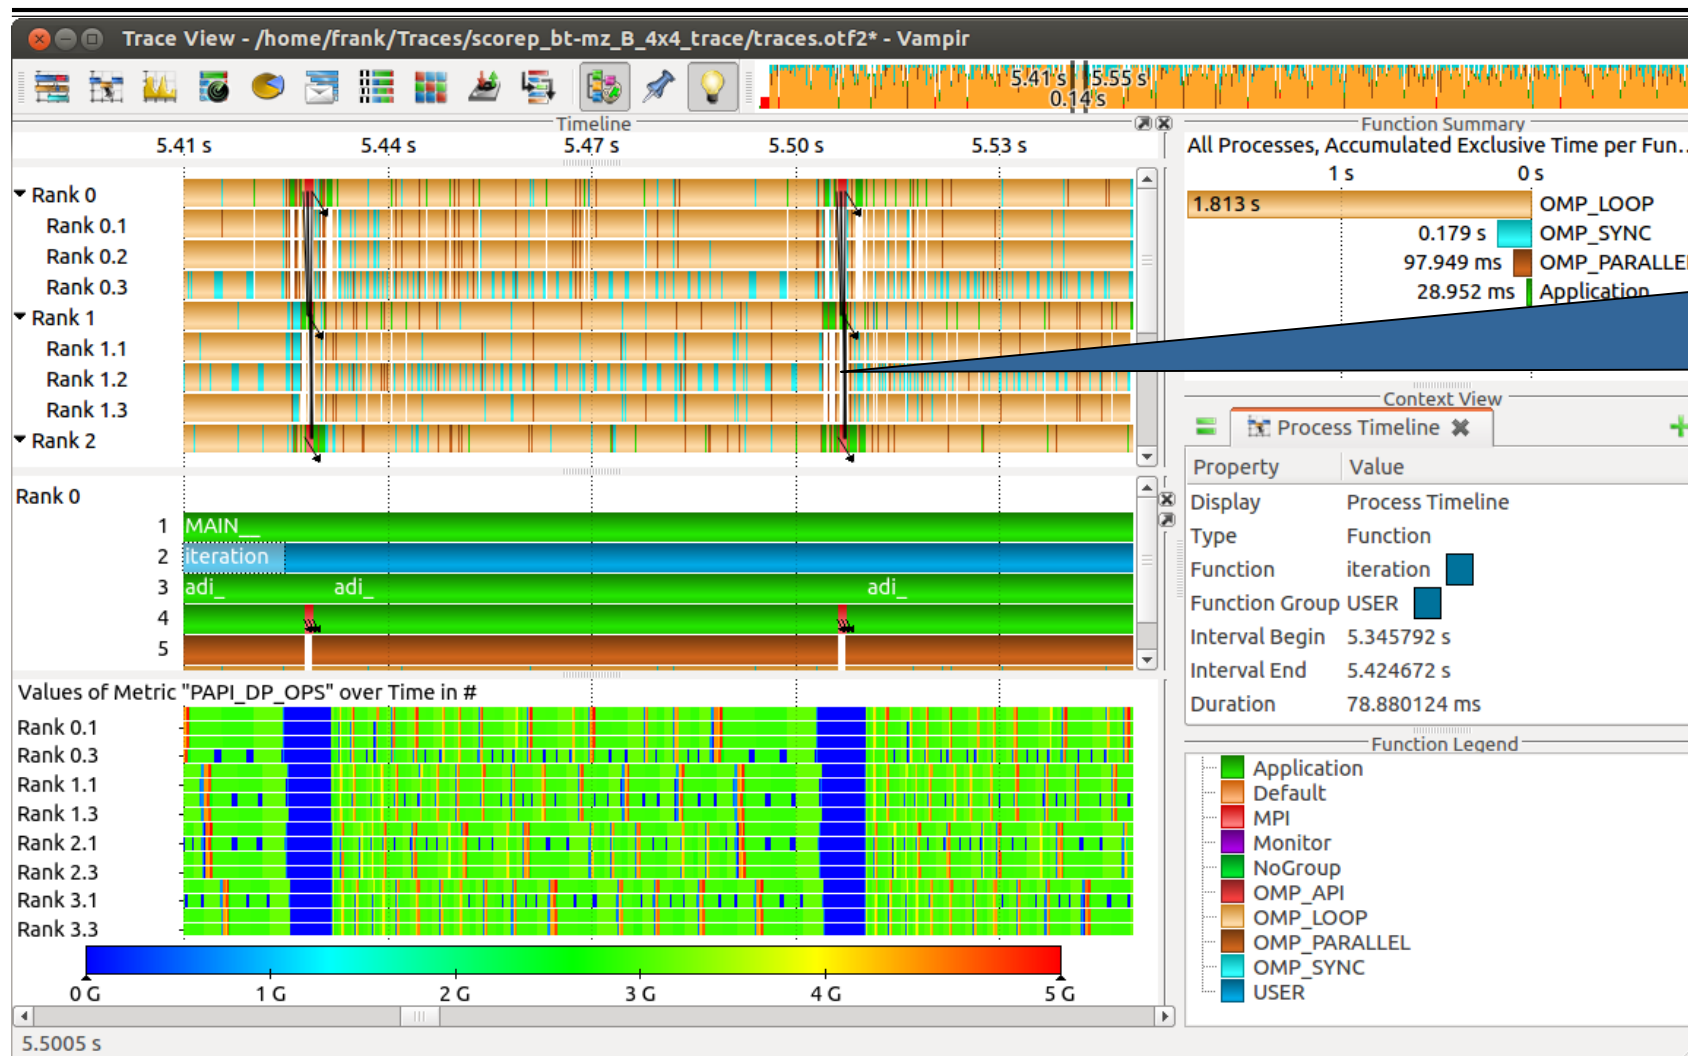 Trace View - /home/frank/Traces/scorep_bt-mz_B_4x4_trace/traces.otf2* - Vampir
5.41 s 5.55 s
0.14 s
Timeline
5.41 s 5.44 s 5.47 s 5.50 s 5.53 s
Rank 0
Rank 0.1
Rank 0.2
Rank 0.3
Rank 1
Rank 1.1
Rank 1.2
Rank 1.3
Rank 2
Rank 0
1 MAIN__
2 iteration
3 adi_ adi_ adi_
4
5
Values of Metric "PAPI_DP_OPS" over Time in #
Rank 0.1
Rank 0.3
Rank 1.1
Rank 1.3
Rank 2.1
Rank 2.3
Rank 3.1
Rank 3.3
0 G 1 G 2 G 3 G 4 G 5 G
5.5005 s
Function Summary
All Processes, Accumulated Exclusive Time per Fun..
1 s 0 s
1.813 s OMP_LOOP
0.179 s OMP_SYNC
97.949 ms OMP_PARALLE
28.952 ms Application
Context View
Process Timeline
Property Value
Display Process Timeline
Type Function
Function iteration
Function Group USER
Interval Begin 5.345792 s
Interval End 5.424672 s
Duration 78.880124 ms
Function Legend
Application
Default
MPI
Monitor
NoGroup
OMP_API
OMP_LOOP
OMP_PARALLEL
OMP_SYNC
USER